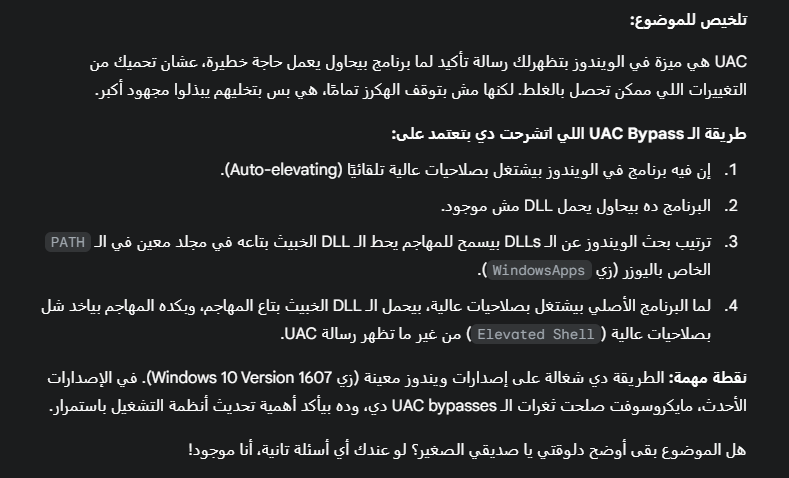 تلخيص للموضوع:
UAC هي ميزة في الويندوز بتظهرلك رسالة تأكيد لما برنامج بيحاول يعمل حاجة خطيرة، عشان تحميك من
التغييرات اللي ممكن تحصل بالغلط. لكنها مش بتوقف الهكرز تمامًا، هي بس بتخليهم يبذلوا مجهود أكبر.
طريقة الـ UAC Bypass اللي اتشرحت دي بتعتمد على:
1. إن فيه برنامج في الويندوز بيشتغل بصلاحيات عالية تلقائيًا (Auto-elevating).
2. البرنامج ده بيحاول يحمل DLL مش موجود.
3. ترتيب بحث الويندوز عن الـ DLLs بيسمح للمهاجم يحط الـ DLL الخبيث بتاعه في مجلد معين في الـ PATH
الخاص باليوزر (زي WindowsApps).
4. لما البرنامج الأصلي بيشتغل بصلاحيات عالية، بيحمل الـ DLL الخبيث بتاع المهاجم، وبكده المهاجم بياخد شل
بصلاحيات عالية (Elevated Shell) من غير ما تظهر رسالة UAC.
نقطة مهمة: الطريقة دي شغالة على إصدارات ويندوز معينة (زي Windows 10 Version 1607). في الإصدارات
الأحدث، مايكروسوفت صلحت ثغرات الـ UAC bypasses دي، وده بيأكد أهمية تحديث أنظمة التشغيل باستمرار.
هل الموضوع بقى أوضح دلوقتي يا صديقي الصغير؟ لو عندك أي أسئلة تانية، أنا موجود!